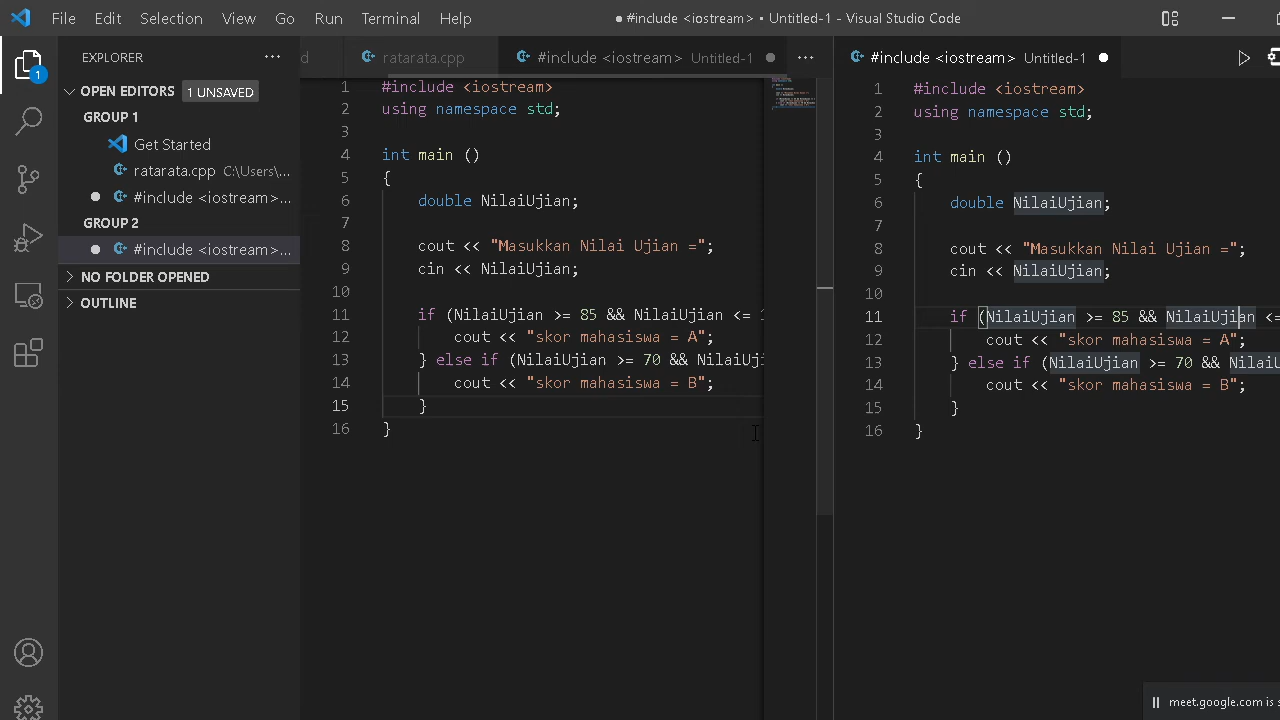 File Edit Selection View Go Run Terminal Help
#include <iostream> • Untitled-1 - Visual Studio Code
1
EXPLORER
OPEN EDITORS 1 UNSAVED
GROUP 1
Get Started
ratarata.cpp C:\Users\...
#include <iostream>...
GROUP 2
#include <iostream>...
NO FOLDER OPENED
OUTLINE
d ratarata.cpp #include <iostream> Untitled-1
1 #include <iostream>
2 using namespace std;
3
4 int main ()
5 {
6 double NilaiUjian;
7
8 cout << "Masukkan Nilai Ujian =";
9 cin << NilaiUjian;
10
11 if (NilaiUjian >= 85 && NilaiUjian <= 1
12 cout << "skor mahasiswa = A";
13 } else if (NilaiUjian >= 70 && NilaiUji
14 cout << "skor mahasiswa = B";
15 }
16 }
#include <iostream> Untitled-1
1 #include <iostream>
2 using namespace std;
3
4 int main ()
5 {
6 double NilaiUjian;
7
8 cout << "Masukkan Nilai Ujian =";
9 cin << NilaiUjian;
10
11 if (NilaiUjian >= 85 && NilaiUjian <=
12 cout << "skor mahasiswa = A";
13 } else if (NilaiUjian >= 70 && NilaiU
14 cout << "skor mahasiswa = B";
15 }
16 }
meet.google.com is s